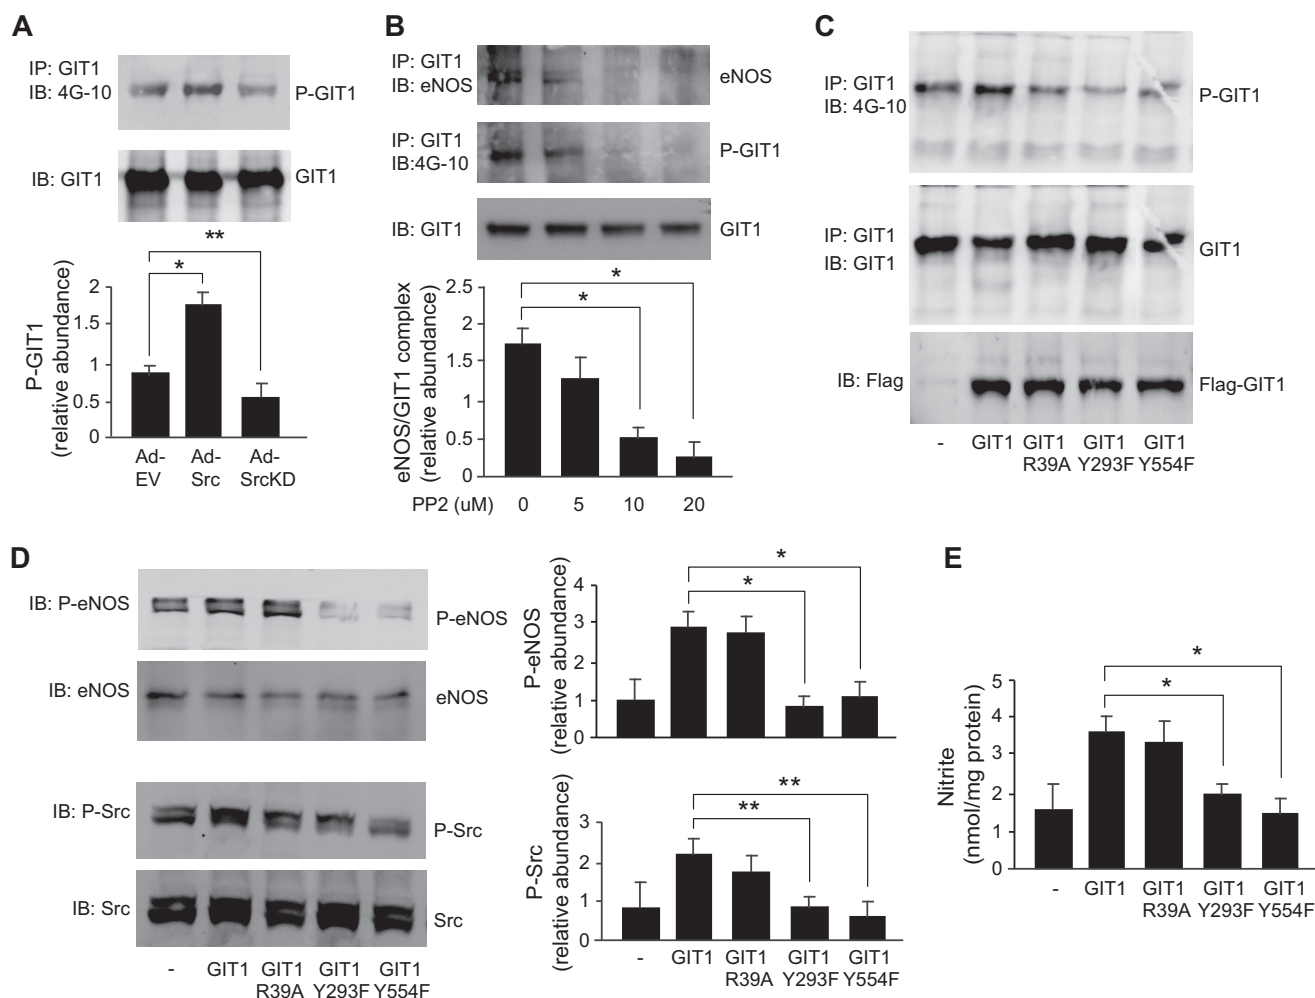 A
IP: GIT1
IB: 4G-10
P-GIT1
IB: GIT1
GIT1
**
*
P-GIT1
(relative abundance)
2
1.5
1
0.5
0
Ad-
EV
Ad-
Src
Ad-
SrcKD
B
IP: GIT1
IB: eNOS
eNOS
IP: GIT1
IB:4G-10
P-GIT1
IB: GIT1
GIT1
*
*
eNOS/GIT1 complex
(relative abundance)
2.5
2
1.5
1
0.5
0
PP2 (uM) 0 5 10 20
C
IP: GIT1
IB: 4G-10
P-GIT1
IP: GIT1
IB: GIT1
GIT1
IB: Flag
Flag-GIT1
- GIT1 GIT1 GIT1 GIT1
R39A Y293F Y554F
D
IB: P-eNOS
P-eNOS
IB: eNOS
eNOS
IB: P-Src
P-Src
IB: Src
Src
- GIT1 GIT1 GIT1 GIT1
R39A Y293F Y554F
*
*
P-eNOS
(relative abundance)
4
3
2
1
0
**
**
P-Src
(relative abundance)
3
2
1
0
- GIT1 GIT1 GIT1 GIT1
R39A Y293F Y554F
E
*
*
Nitrite
(nmol/mg protein)
5
4
3
2
1
0
- GIT1 GIT1 GIT1 GIT1
R39A Y293F Y554F